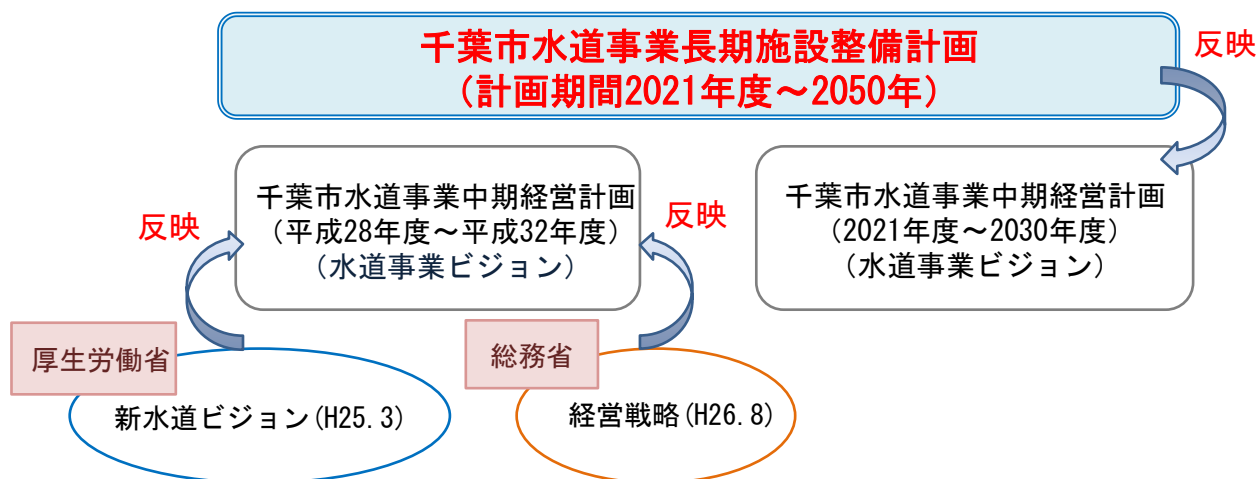 千葉市水道事業長期施設整備計画
（計画期間2021年度～2050年）
反映
千葉市水道事業中期経営計画
（平成28年度～平成32年度）
（水道事業ビジョン）
千葉市水道事業中期経営計画
（2021年度～2030年度）
（水道事業ビジョン）
反映
反映
厚生労働省
新水道ビジョン(H25.3)
総務省
経営戦略(H26.8)